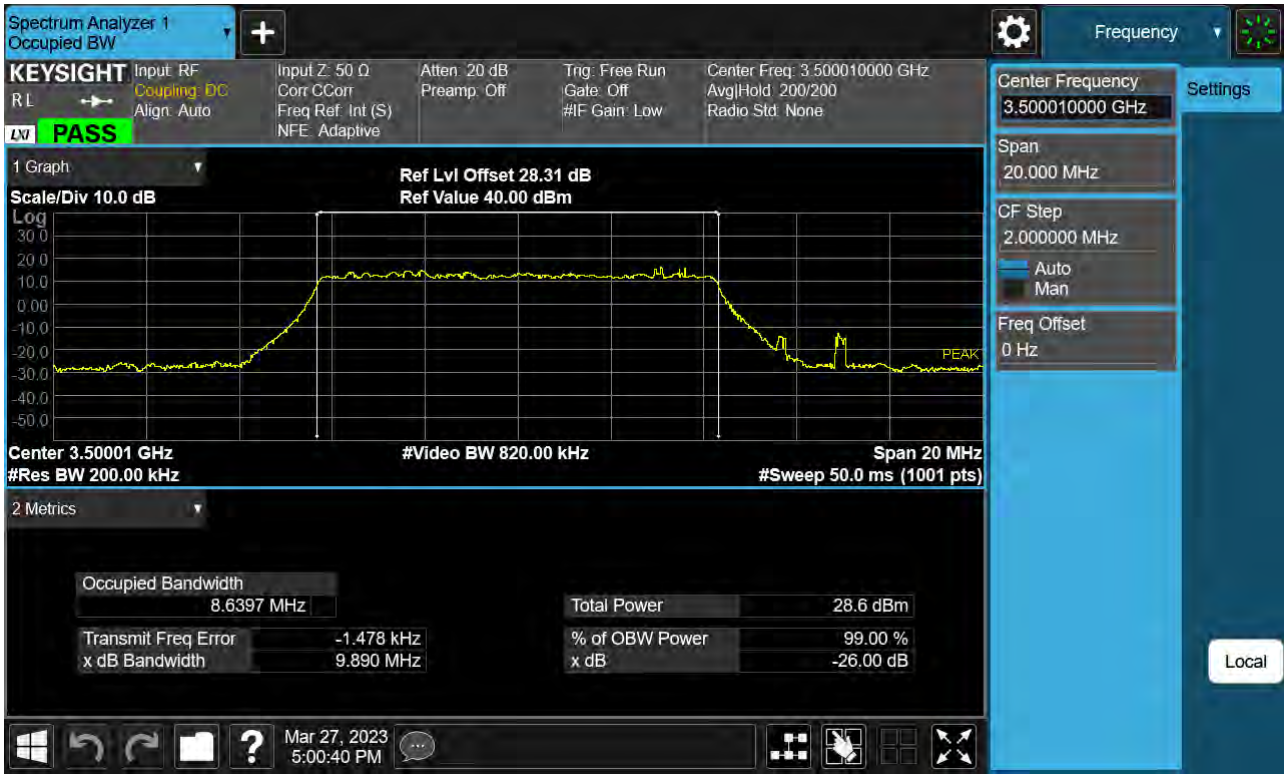 Spectrum Analyzer 1
Occupied BW
+
Frequency
KEYSIGHT
RL
LXI
PASS
Input: RF
Coupling: DC
Align: Auto
Input Z: 50 Ω
Corr CCorr
Freq Ref: Int (S)
NFE: Adaptive
Atten: 20 dB
Preamp: Off
Trig: Free Run
Gate: Off
#IF Gain: Low
Center Freq: 3.500010000 GHz
Avg|Hold: 200/200
Radio Std: None
Center Frequency
3.500010000 GHz
Settings
Span
20.000 MHz
CF Step
2.000000 MHz
Auto
Man
Freq Offset
0 Hz
Local
1 Graph
Ref Lvl Offset 28.31 dB
Scale/Div 10.0 dB
Ref Value 40.00 dBm
Log
30.0
20.0
10.0
0.00
-10.0
-20.0
-30.0
-40.0
-50.0
PEAK
Center 3.50001 GHz
#Video BW 820.00 kHz
Span 20 MHz
#Res BW 200.00 kHz
#Sweep 50.0 ms (1001 pts)
2 Metrics
Occupied Bandwidth
8.6397 MHz
Total Power 28.6 dBm
Transmit Freq Error -1.478 kHz
% of OBW Power 99.00 %
x dB Bandwidth 9.890 MHz
x dB -26.00 dB
?
Mar 27, 2023
5:00:40 PM